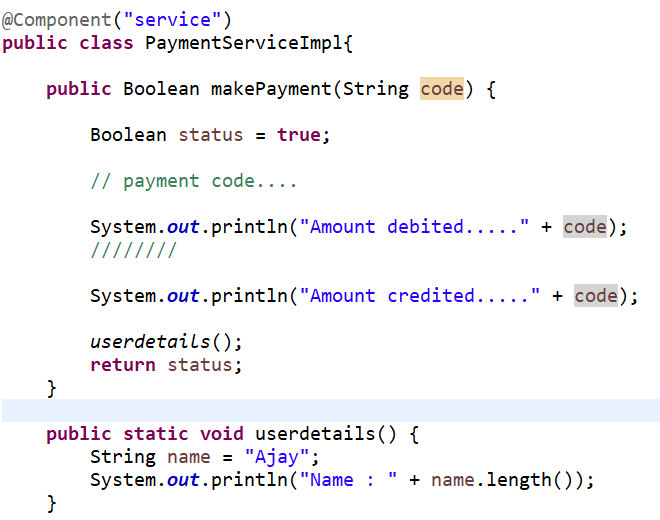 @Component("service")
public class PaymentServiceImpl{
public Boolean makePayment(String code) {
Boolean status = true;
// payment code....
System.out.println("Amount debited....." + code);
////////
System.out.println("Amount credited....." + code);
userdetails();
return status;
}
public static void userdetails() {
String name = "Ajay";
System.out.println("Name : " + name.length());
}